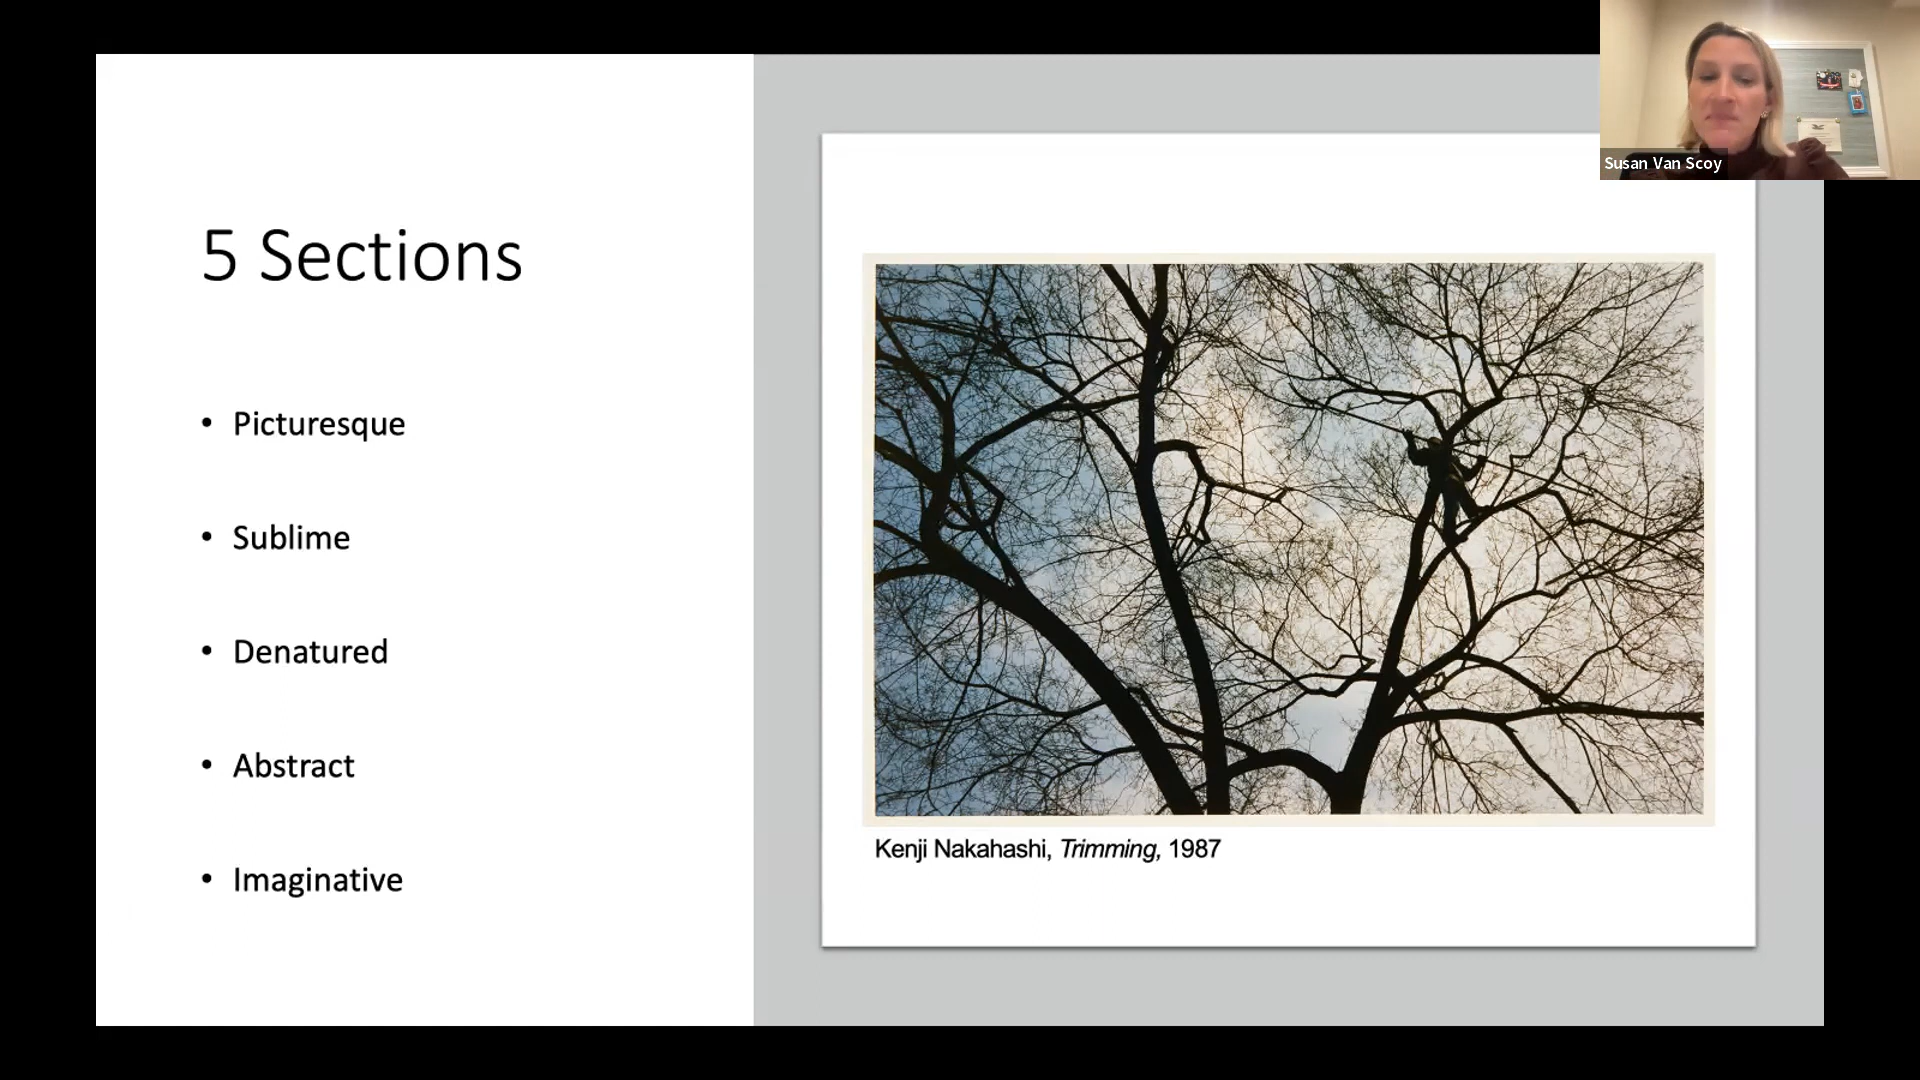 5 Sections
• Picturesque
• Sublime
• Denatured
• Abstract
• Imaginative
Kenji Nakahashi, Trimming, 1987
Susan Van Scoy